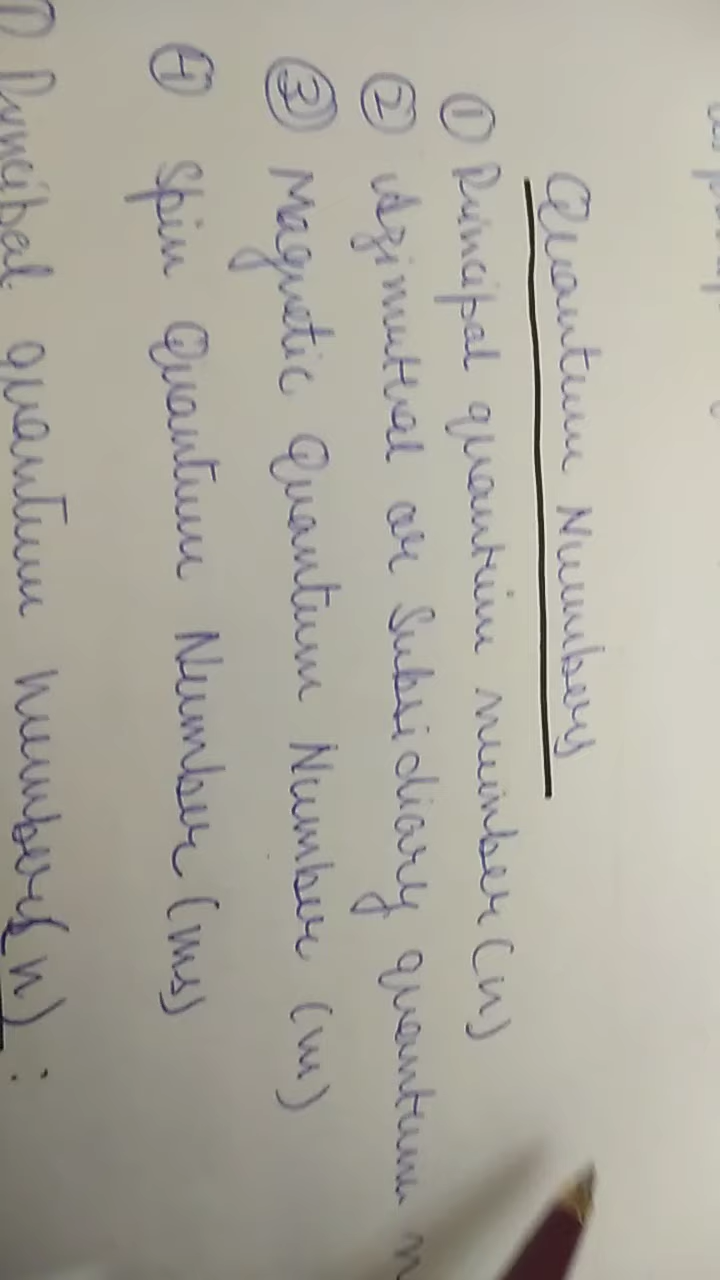 Quantum Numbers
① Principal quantum number (n)
② Azimuthal or Subsidiary quantum n
③ Magnetic Quantum Number (m)
④ Spin Quantum Number (ms)
① Principal quantum number (n) :